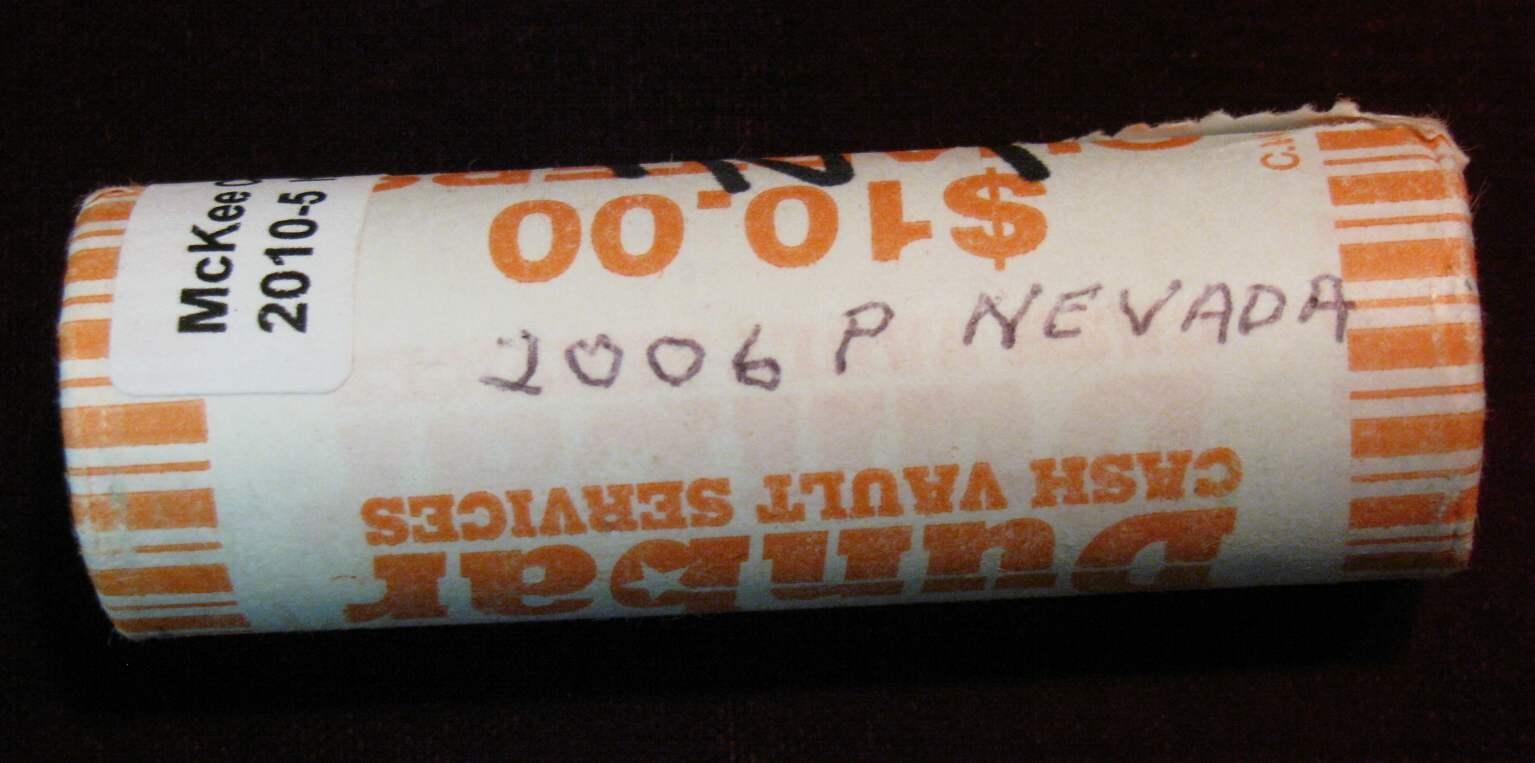 McKee
2010-5
$10.00
2006 P NEVADA
Dunbar
CASH VAULT SERVICES